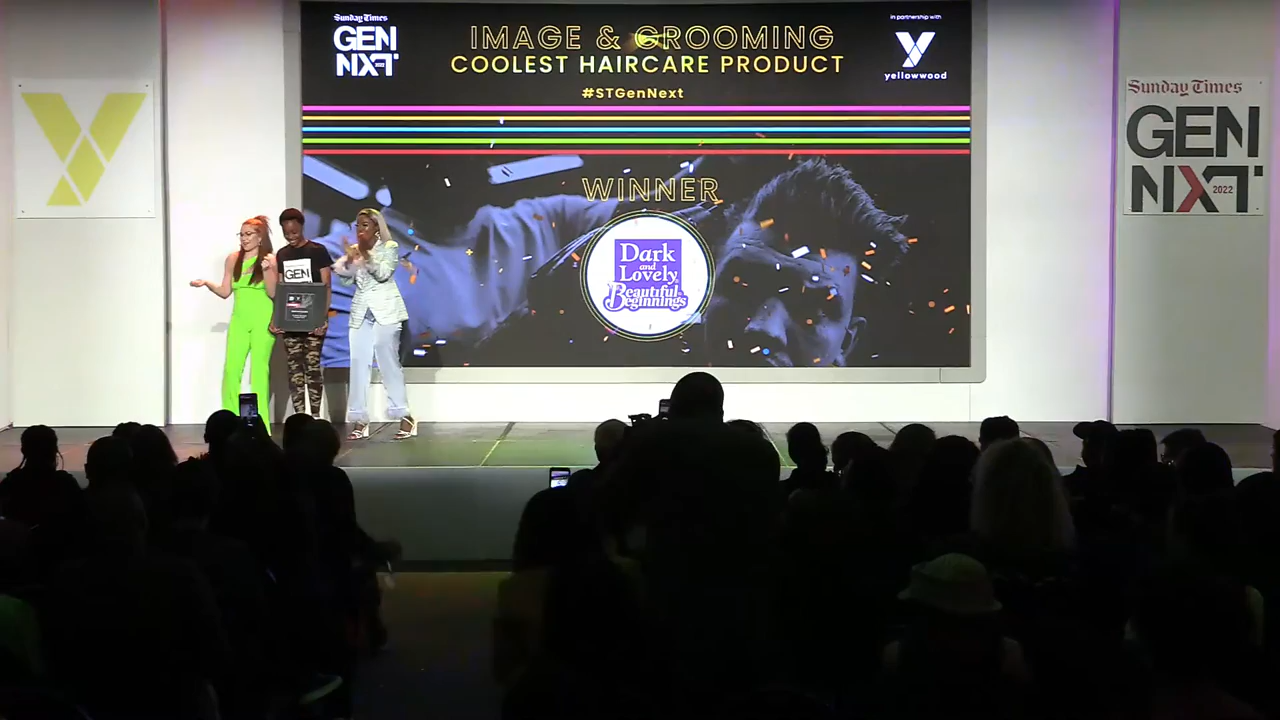 Sunday Times
GEN
NXT
2022
IMAGE & GROOMING
COOLEST HAIRCARE PRODUCT
#STGenNext
in partnership with
yellowwood
WINNER
Dark
and
Lovely
Beautiful
Beginnings
GEN
Sunday Times
GEN
NXT
2022